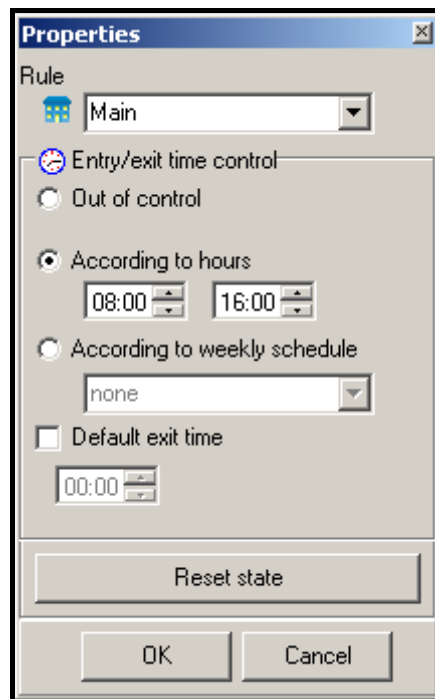 Properties
Rule
Main
Entry/exit time control
Out of control
According to hours
08:00 16:00
According to weekly schedule
none
Default exit time
00:00
Reset state
OK Cancel